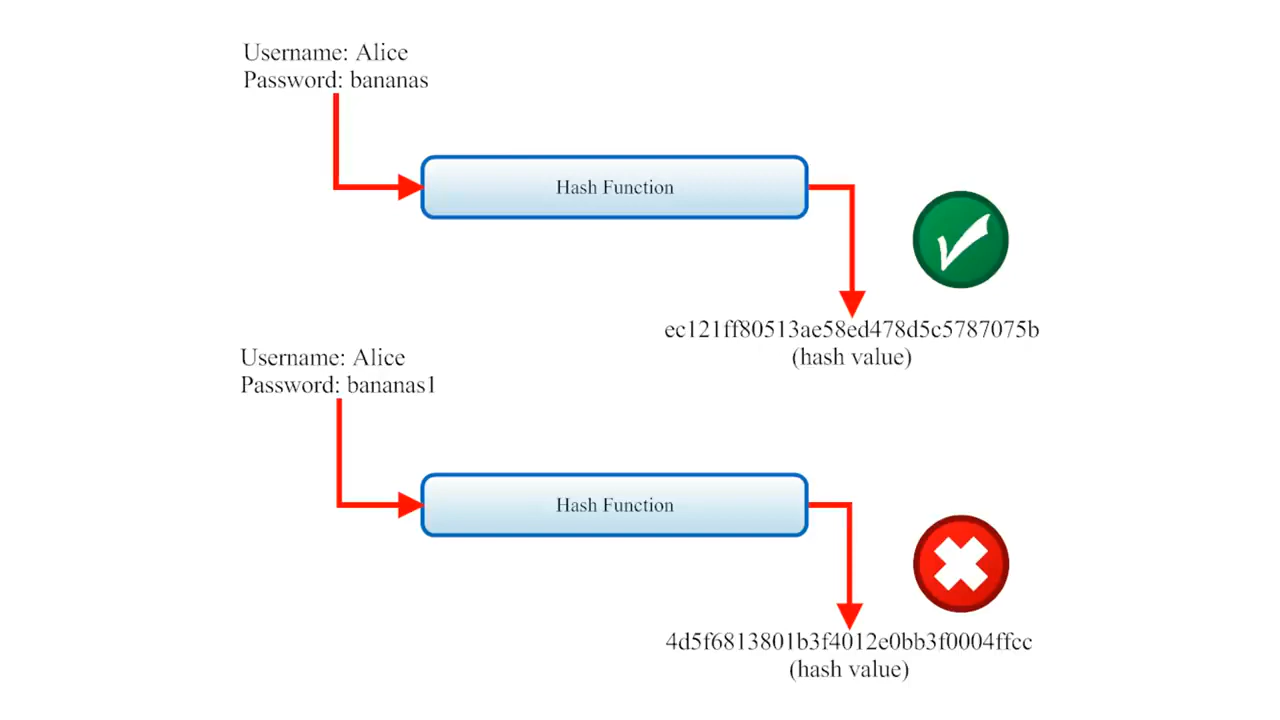 Username: Alice
Password: bananas
Hash Function
ec121ff80513ae58ed478d5c5787075b
(hash value)
Username: Alice
Password: bananas1
Hash Function
4d5f6813801b3f4012e0bb3f0004ffcc
(hash value)